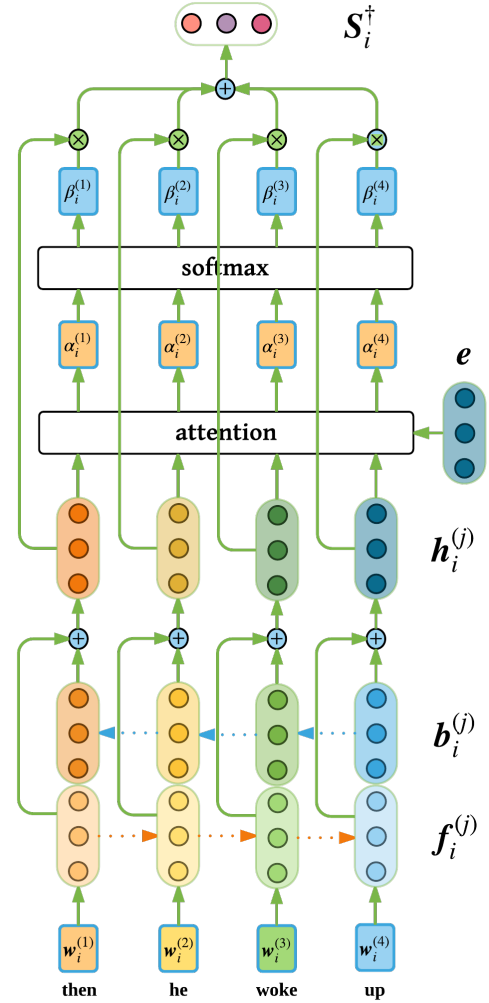 S_i^†
+
× × × ×
β_i^(1) β_i^(2) β_i^(3) β_i^(4)
softmax
α_i^(1) α_i^(2) α_i^(3) α_i^(4)
e
attention
h_i^(j)
+ + + +
b_i^(j)
f_i^(j)
w_i^(1) w_i^(2) w_i^(3) w_i^(4)
then he woke up